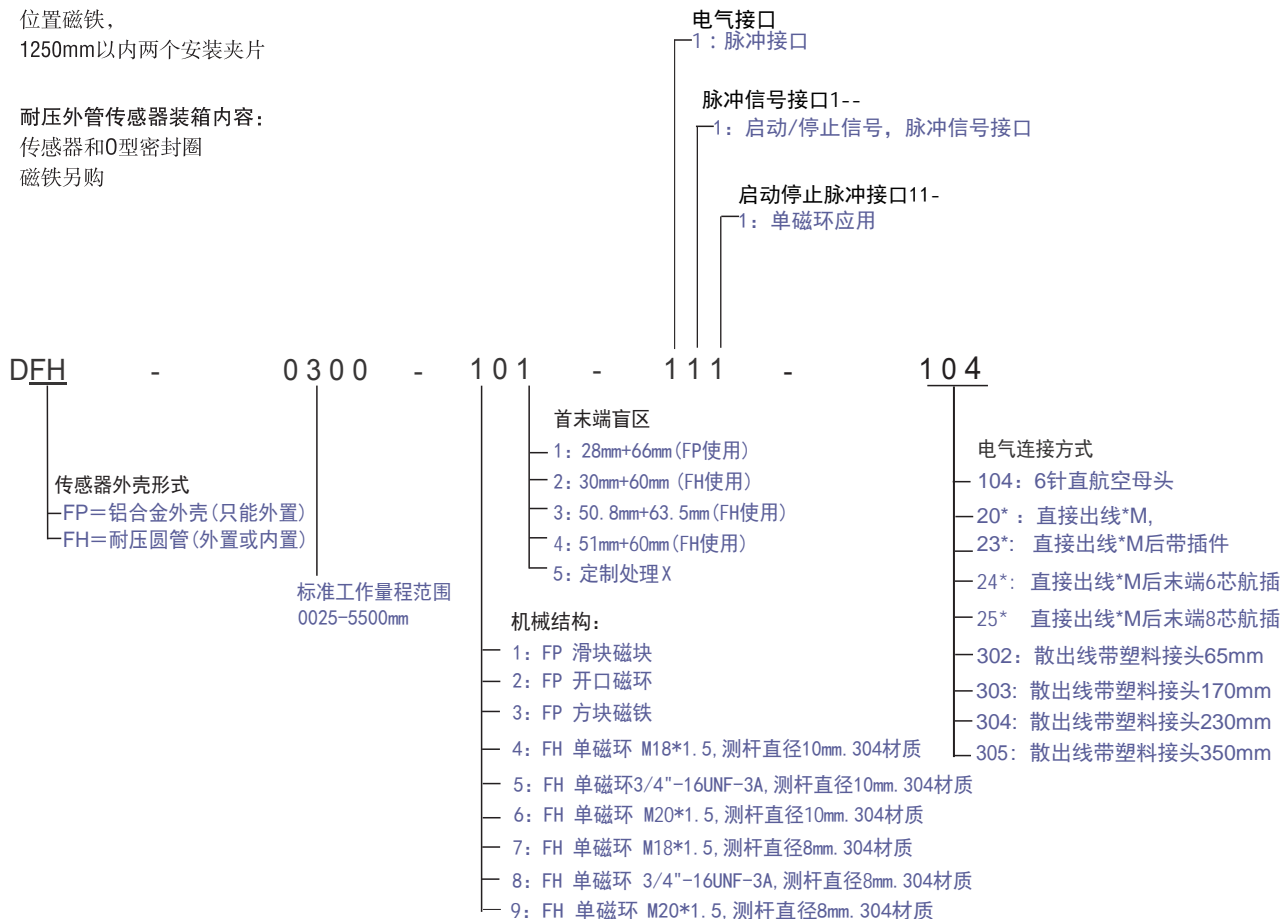 位置磁铁，
1250mm以内两个安装夹片
耐压外管传感器装箱内容：
传感器和O型密封圈
磁铁另购
电气接口
1：脉冲接口
脉冲信号接口1--
1：启动/停止信号，脉冲信号接口
启动停止脉冲接口11-
1：单磁环应用
DFH - 0300 - 101 - 111 - 104
传感器外壳形式
FP＝铝合金外壳(只能外置)
FH＝耐压圆管(外置或内置)
标准工作量程范围
0025-5500mm
首末端盲区
1：28mm+66mm(FP使用)
2：30mm+60mm (FH使用)
3：50.8mm+63.5mm(FH使用)
4：51mm+60mm(FH使用)
5：定制处理X
机械结构：
1：FP 滑块磁块
2：FP 开口磁环
3：FP 方块磁铁
4：FH 单磁环 M18*1.5,测杆直径10mm.304材质
5：FH 单磁环3/4"-16UNF-3A,测杆直径10mm.304材质
6：FH 单磁环 M20*1.5,测杆直径10mm.304材质
7：FH 单磁环 M18*1.5,测杆直径8mm.304材质
8：FH 单磁环 3/4"-16UNF-3A,测杆直径8mm.304材质
9：FH 单磁环 M20*1.5,测杆直径8mm.304材质
电气连接方式
104：6针直航空母头
20*：直接出线*M,
23*： 直接出线*M后带插件
24*： 直接出线*M后末端6芯航插
25* 直接出线*M后末端8芯航插
302：散出线带塑料接头65mm
303: 散出线带塑料接头170mm
304: 散出线带塑料接头230mm
305: 散出线带塑料接头350mm